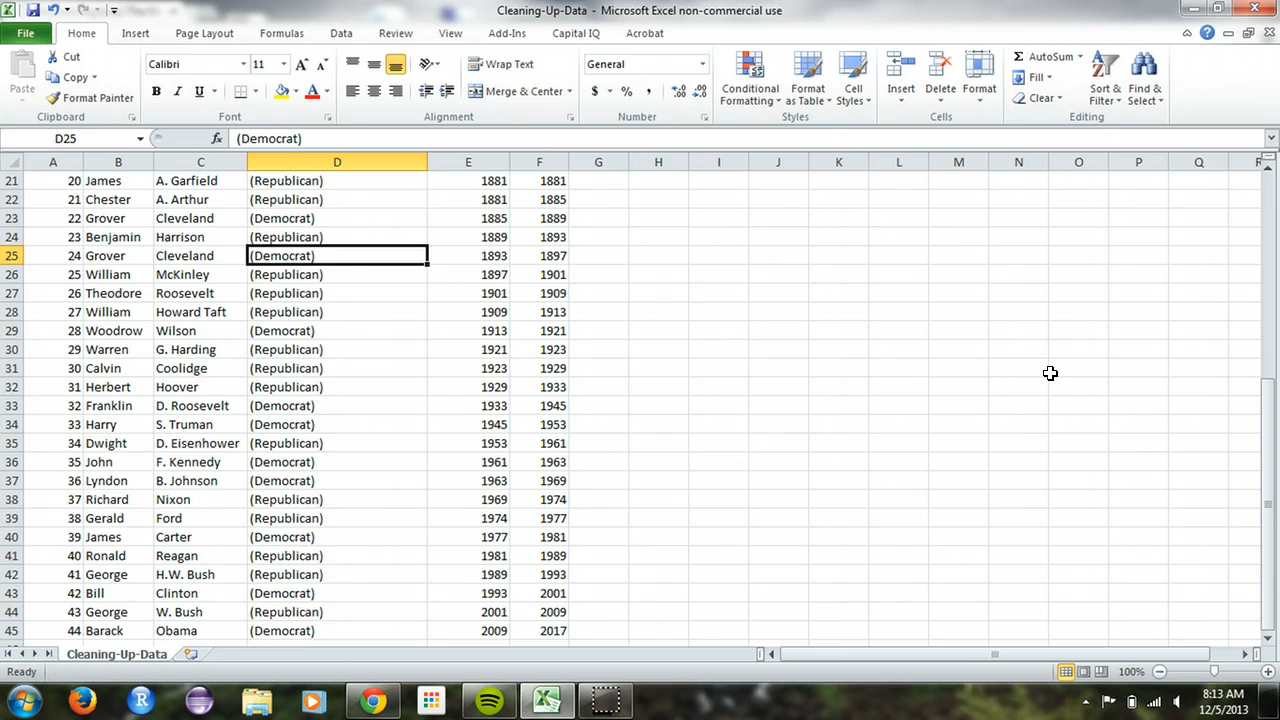 Cleaning-Up-Data - Microsoft Excel non-commercial use
File Home Insert Page Layout Formulas Data Review View Add-Ins Capital IQ Acrobat
Paste
Cut
Copy
Format Painter
Clipboard
Calibri 11 A A
B I U A
Font
Wrap Text
Merge & Center
Alignment
General
$ % , .0 .00 .00 .0
Number
Conditional Formatting
Format as Table
Cell Styles
Styles
Insert
Delete
Format
Cells
Σ AutoSum
Fill
Clear
Sort & Filter
Find & Select
Editing
D25 fx (Democrat)
A B C D E F G H I J K L M N O P Q R
21 20 James A. Garfield (Republican) 1881 1881
22 21 Chester A. Arthur (Republican) 1881 1885
23 22 Grover Cleveland (Democrat) 1885 1889
24 23 Benjamin Harrison (Republican) 1889 1893
25 24 Grover Cleveland (Democrat) 1893 1897
26 25 William McKinley (Republican) 1897 1901
27 26 Theodore Roosevelt (Republican) 1901 1909
28 27 William Howard Taft (Republican) 1909 1913
29 28 Woodrow Wilson (Democrat) 1913 1921
30 29 Warren G. Harding (Republican) 1921 1923
31 30 Calvin Coolidge (Republican) 1923 1929
32 31 Herbert Hoover (Republican) 1929 1933
33 32 Franklin D. Roosevelt (Democrat) 1933 1945
34 33 Harry S. Truman (Democrat) 1945 1953
35 34 Dwight D. Eisenhower (Republican) 1953 1961
36 35 John F. Kennedy (Democrat) 1961 1963
37 36 Lyndon B. Johnson (Democrat) 1963 1969
38 37 Richard Nixon (Republican) 1969 1974
39 38 Gerald Ford (Republican) 1974 1977
40 39 James Carter (Democrat) 1977 1981
41 40 Ronald Reagan (Republican) 1981 1989
42 41 George H.W. Bush (Republican) 1989 1993
43 42 Bill Clinton (Democrat) 1993 2001
44 43 George W. Bush (Republican) 2001 2009
45 44 Barack Obama (Democrat) 2009 2017
Cleaning-Up-Data
Ready 100%
8:13 AM
12/5/2013